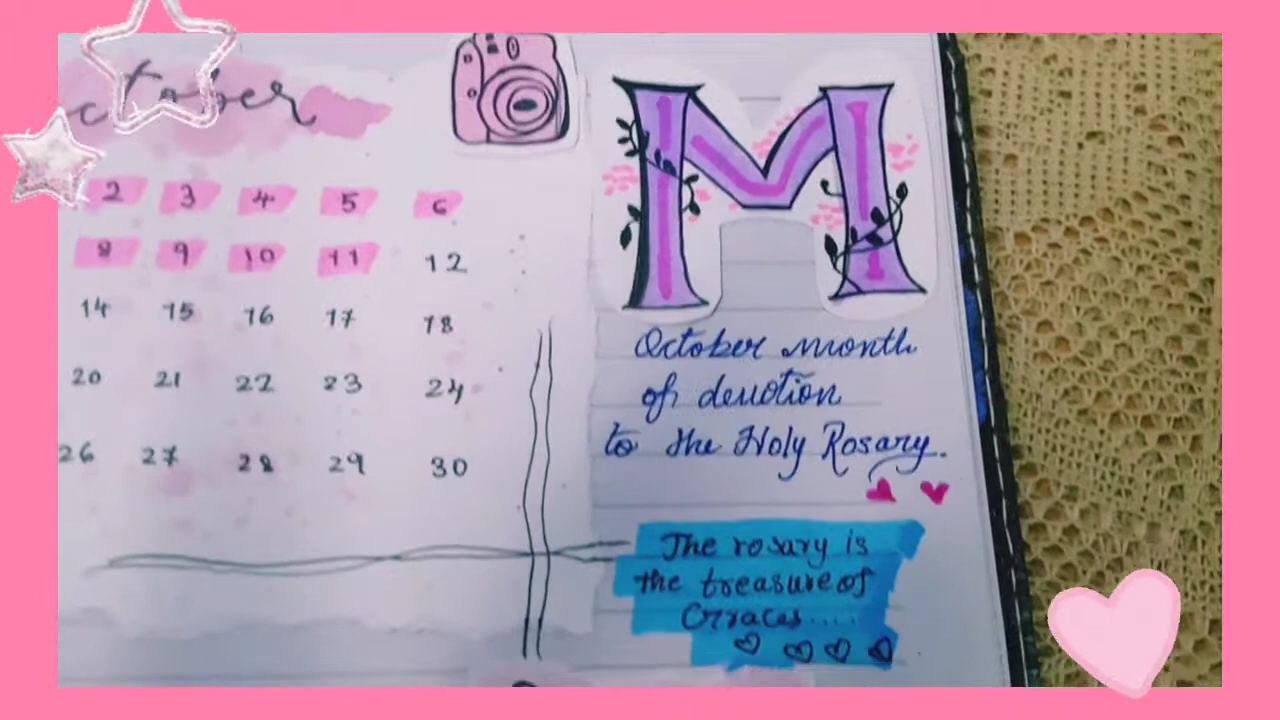 ctober
2 3 4 5 6
8 9 10 11 12
14 15 16 17 18
20 21 22 23 24
26 27 28 29 30
M
October month
of devotion
to the Holy Rosary.
The rosary is
the treasure of
Graces....